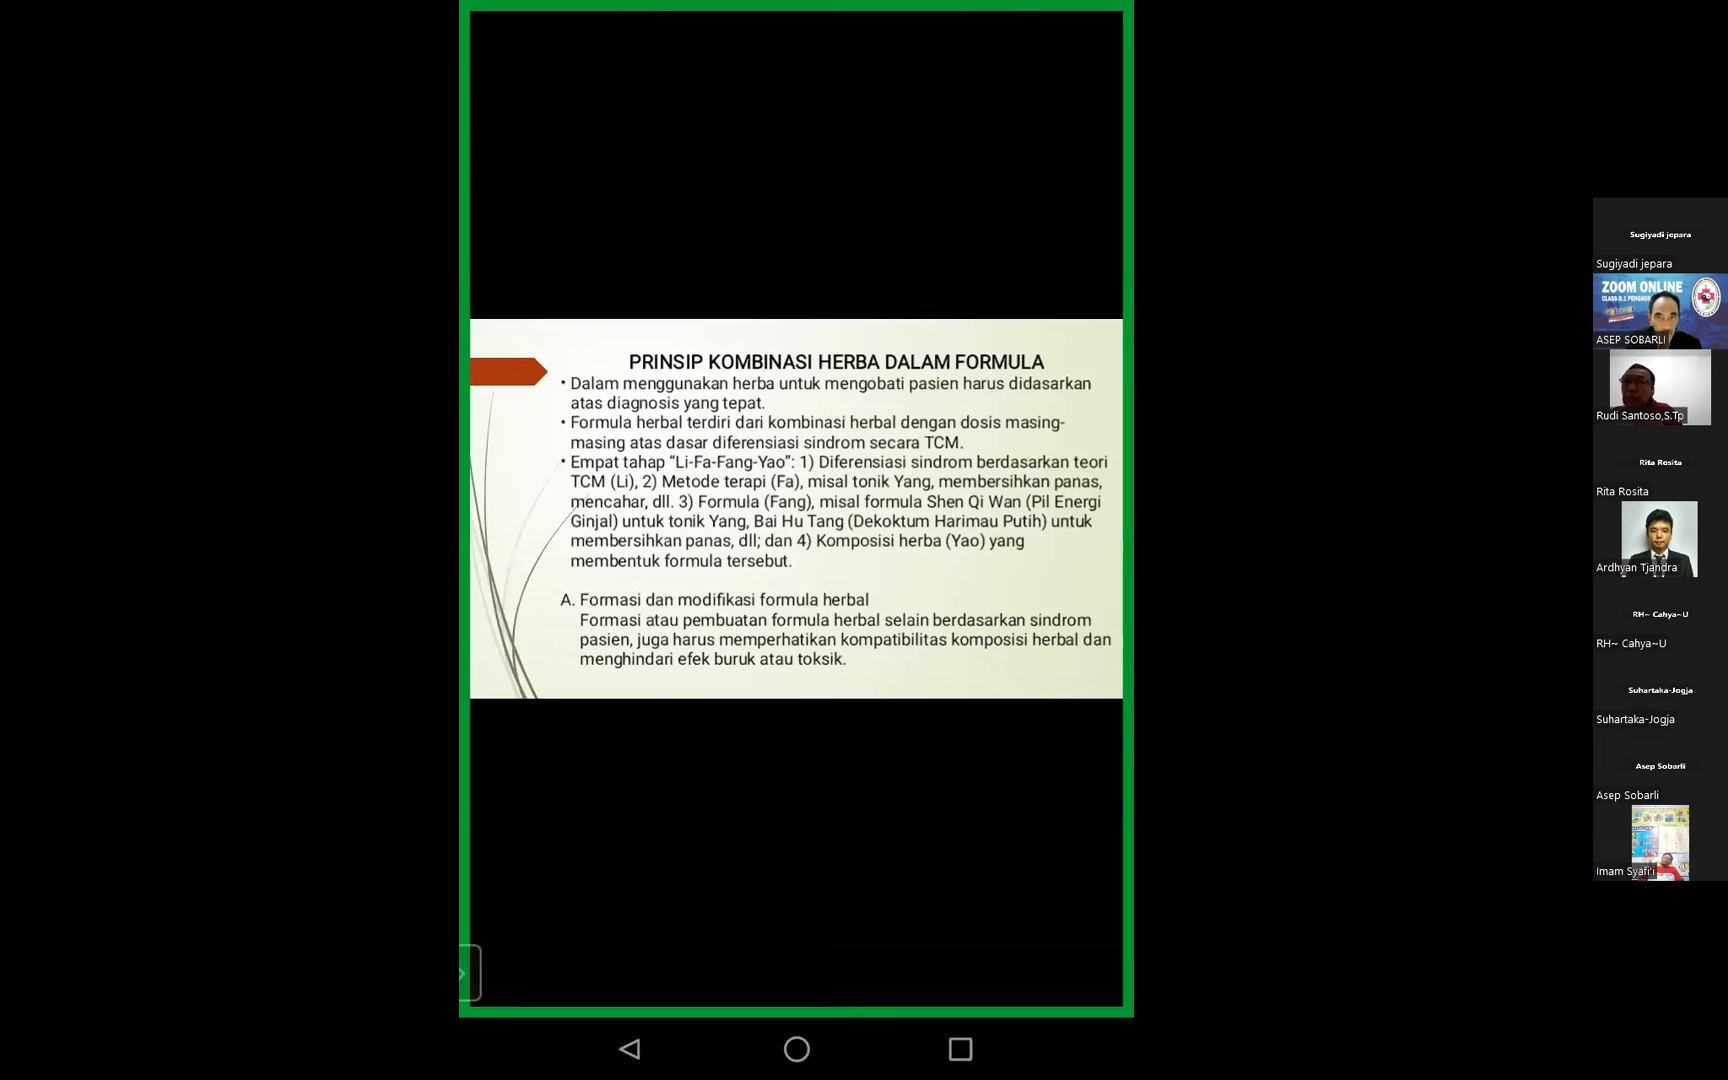 PRINSIP KOMBINASI HERBA DALAM FORMULA
• Dalam menggunakan herba untuk mengobati pasien harus didasarkan
atas diagnosis yang tepat.
• Formula herbal terdiri dari kombinasi herbal dengan dosis masing-
masing atas dasar diferensiasi sindrom secara TCM.
• Empat tahap “Li-Fa-Fang-Yao”: 1) Diferensiasi sindrom berdasarkan teori
TCM (Li), 2) Metode terapi (Fa), misal tonik Yang, membersihkan panas,
mencahar, dll. 3) Formula (Fang), misal formula Shen Qi Wan (Pil Energi
Ginjal) untuk tonik Yang, Bai Hu Tang (Dekoktum Harimau Putih) untuk
membersihkan panas, dll; dan 4) Komposisi herba (Yao) yang
membentuk formula tersebut.
A. Formasi dan modifikasi formula herbal
Formasi atau pembuatan formula herbal selain berdasarkan sindrom
pasien, juga harus memperhatikan kompatibilitas komposisi herbal dan
menghindari efek buruk atau toksik.
Sugiyadi jepara
Sugiyadi jepara
ZOOM ONLINE
CLASS D.1
ASEP SOBARLI
Rudi Santoso,S.Tp
Rita Rosita
Rita Rosita
Ardhyan Tjandra
RH~ Cahya~U
RH~ Cahya~U
Suhartaka-Jogja
Suhartaka-Jogja
Asep Sobarli
Asep Sobarli
Imam Syafi'i